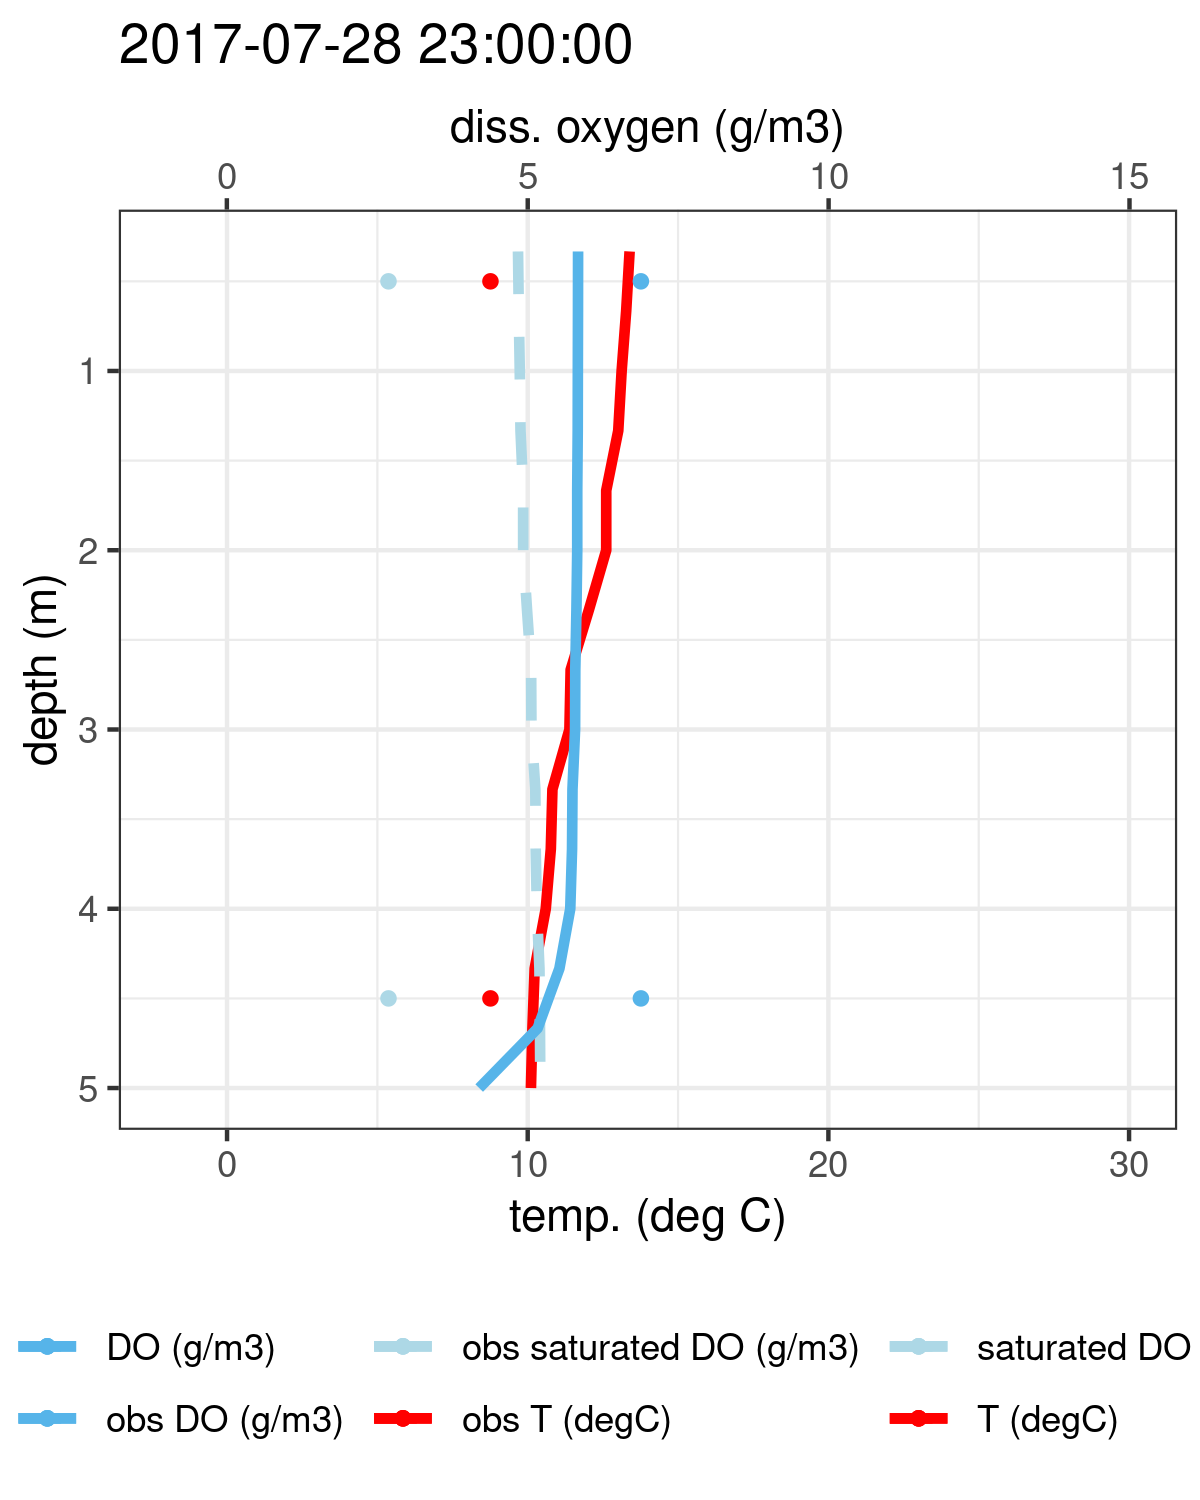 2017-07-28 23:00:00
diss. oxygen (g/m3)
0 5 10 15
depth (m)
1
2
3
4
5
0 10 20 30
temp. (deg C)
DO (g/m3) obs saturated DO (g/m3) saturated DO
obs DO (g/m3) obs T (degC) T (degC)